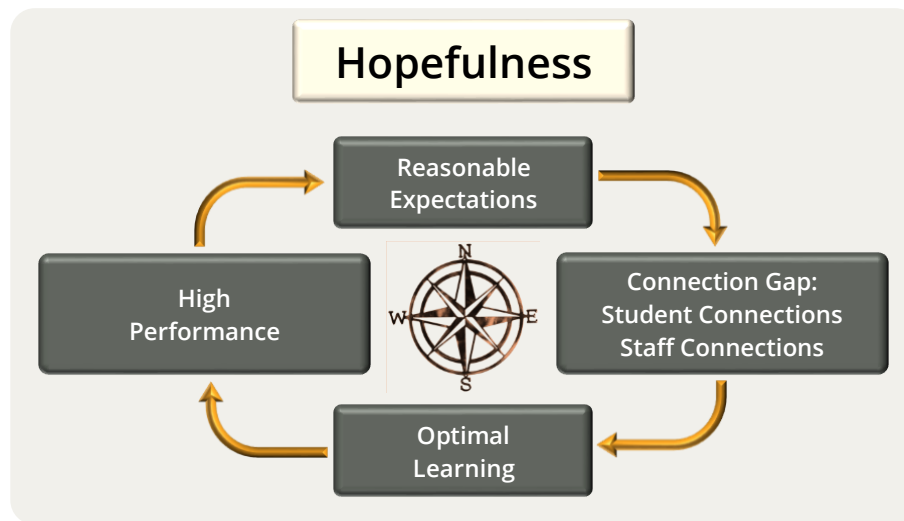 Hopefulness
Reasonable
Expectations
Connection Gap:
Student Connections
Staff Connections
Optimal
Learning
High
Performance
N
W
E
S